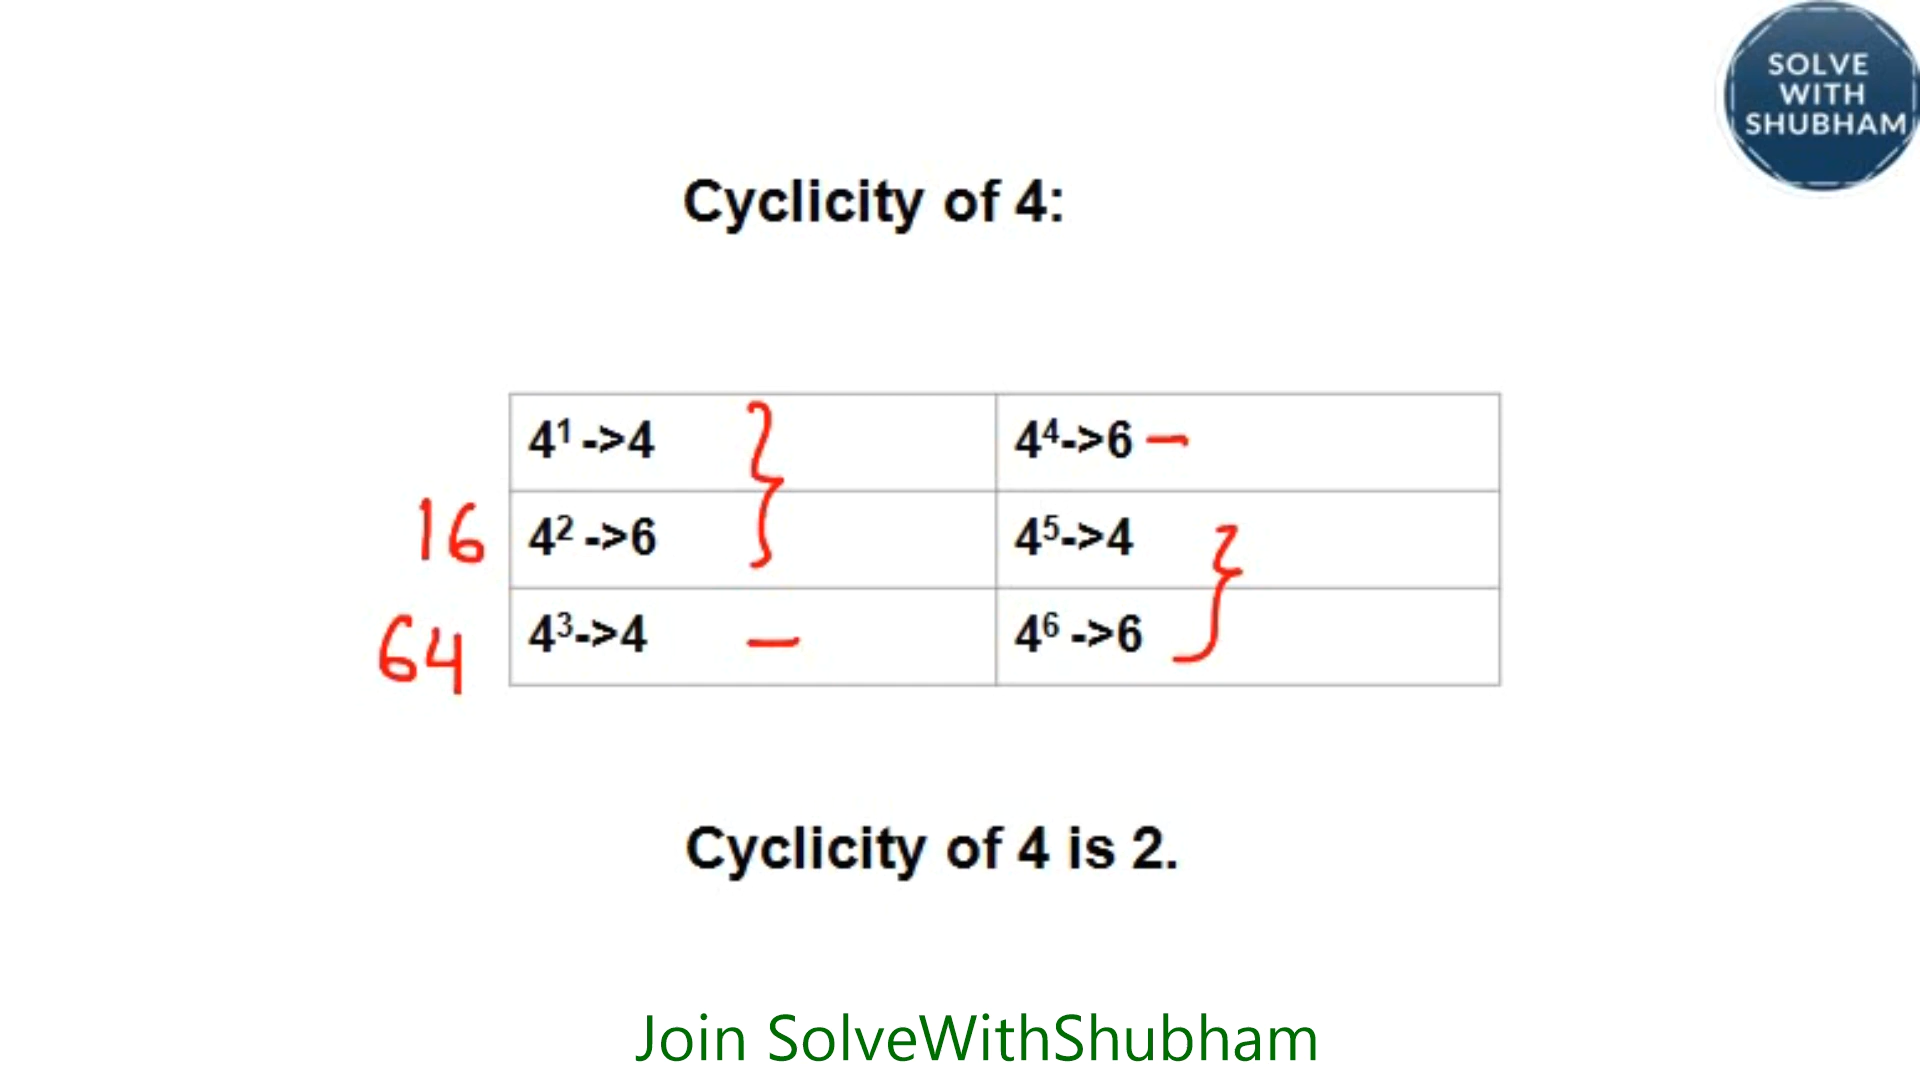 SOLVE
WITH
SHUBHAM
Cyclicity of 4:
4¹ ->4 4⁴->6
16 4² ->6 4⁵->4
64 4³->4 4⁶ ->6
Cyclicity of 4 is 2.
Join SolveWithShubham